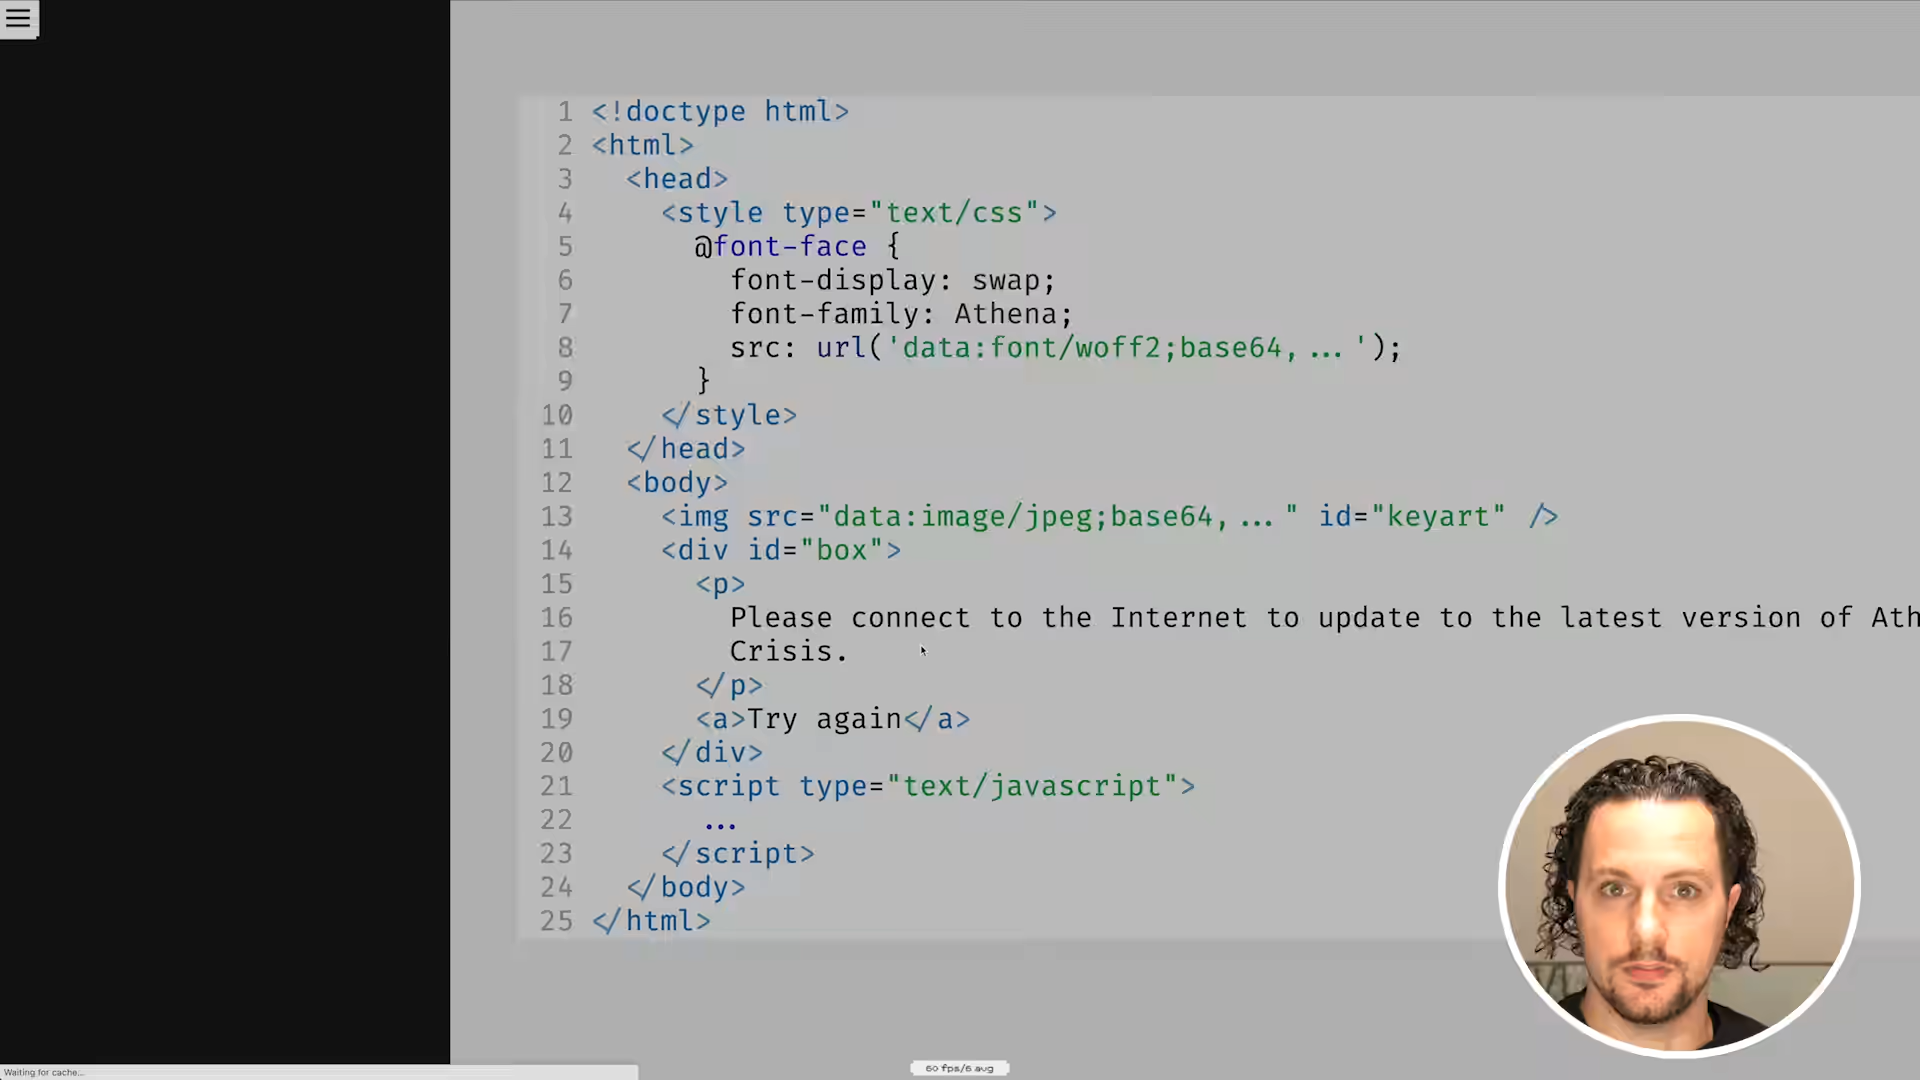 1 <!doctype html>
2 <html>
3 <head>
4 <style type="text/css">
5 @font-face {
6 font-display: swap;
7 font-family: Athena;
8 src: url('data:font/woff2;base64,...');
9 }
10 </style>
11 </head>
12 <body>
13 <img src="data:image/jpeg;base64,..." id="keyart" />
14 <div id="box">
15 <p>
16 Please connect to the Internet to update to the latest version of Ath
17 Crisis.
18 </p>
19 <a>Try again</a>
20 </div>
21 <script type="text/javascript">
22 ...
23 </script>
24 </body>
25 </html>
60 fps/6 avg
Waiting for cache...